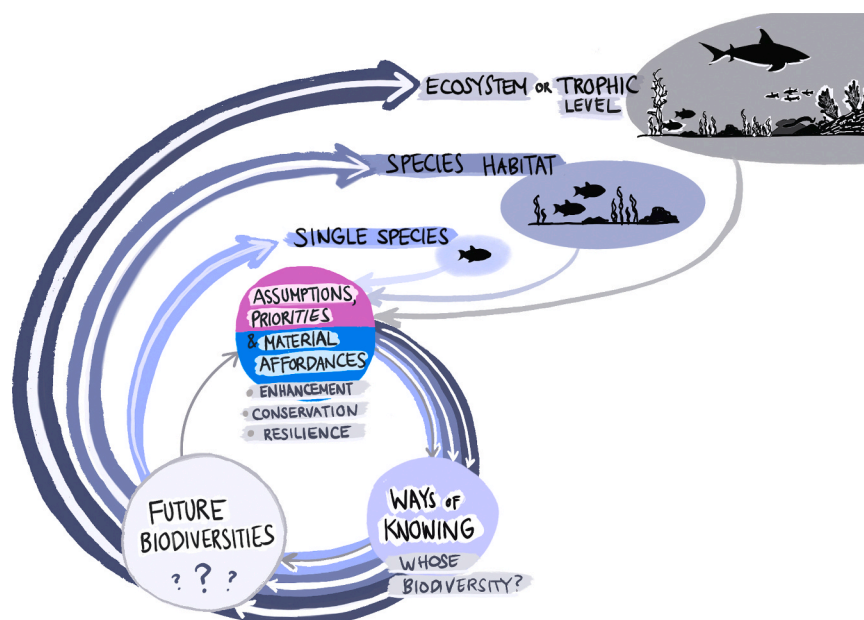 ECOSYSTEM OR TROPHIC
LEVEL
SPECIES HABITAT
SINGLE SPECIES
ASSUMPTIONS,
PRIORITIES
& MATERIAL
AFFORDANCES
• ENHANCEMENT
• CONSERVATION
• RESILIENCE
FUTURE
BIODIVERSITIES
? ? ?
WAYS OF
KNOWING
WHOSE
BIODIVERSITY?